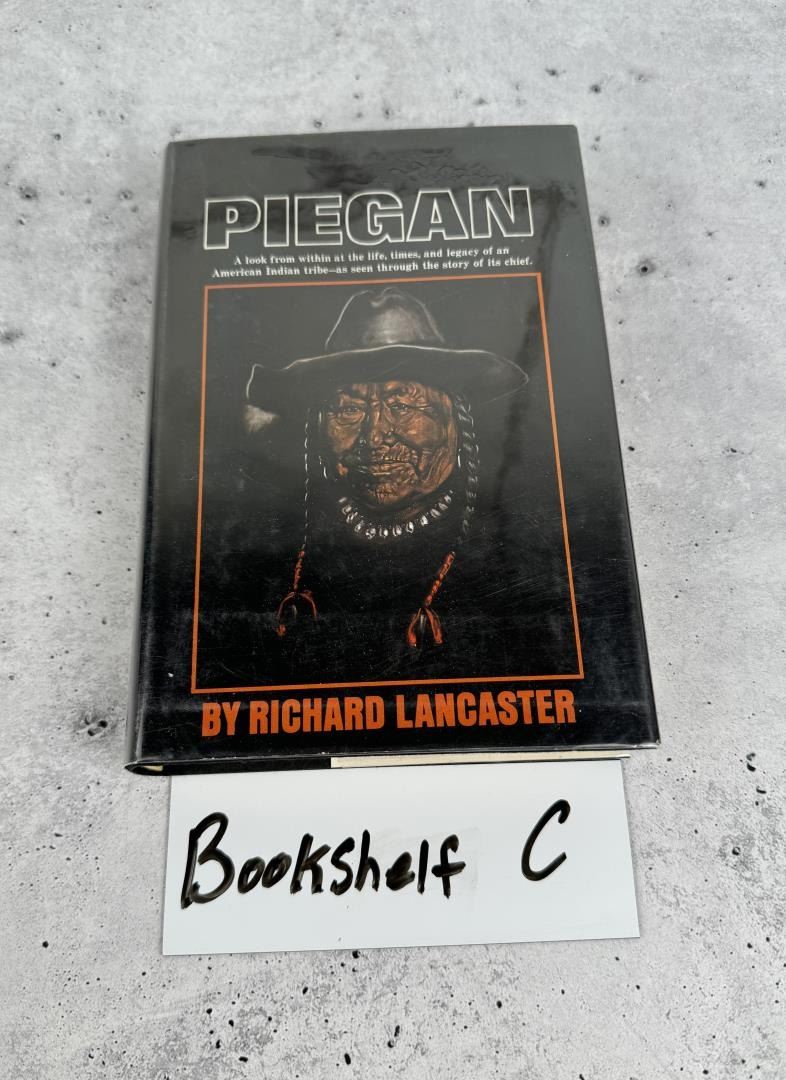 PIEGAN
A look from within at the life, times, and legacy of an
American Indian tribe—as seen through the story of its chief.
BY RICHARD LANCASTER
Bookshelf C